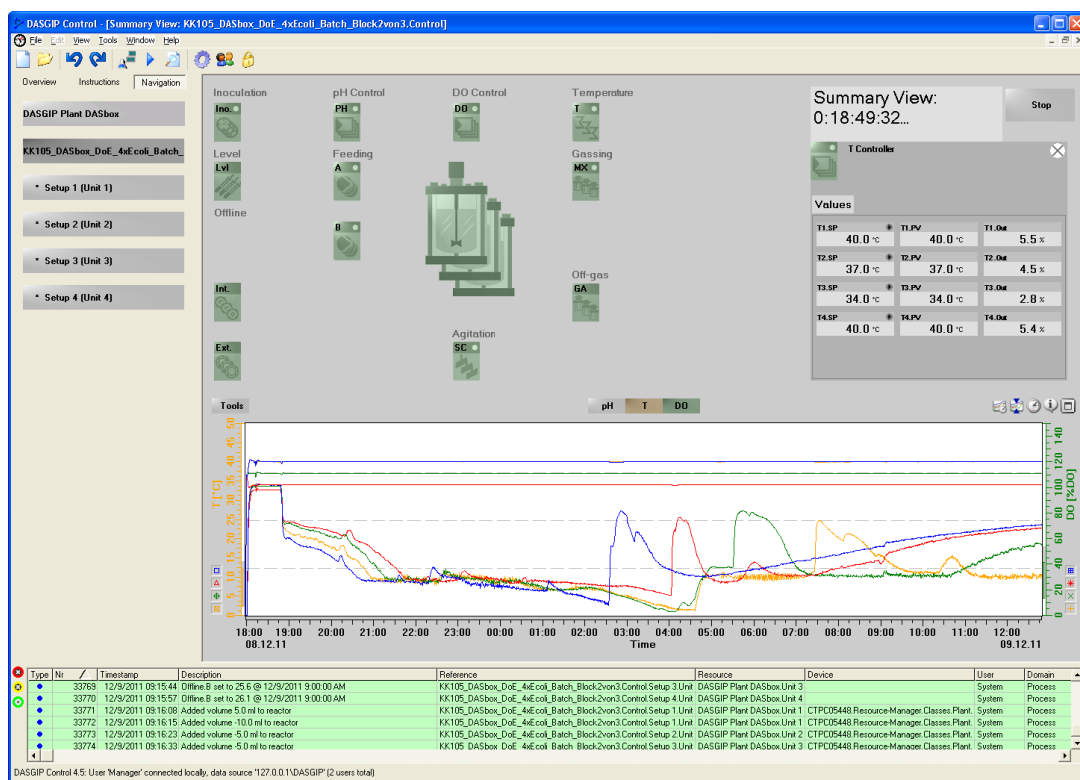 DASGIP Control - [Summary View: KK105_DASbox_DoE_4xEcoli_Batch_Block2von3.Control]
File Edit View Tools Window Help
Overview Instructions Navigation
DASGIP Plant DASbox
KK105_DASbox_DoE_4xEcoli_Batch_
Setup 1 (Unit 1)
Setup 2 (Unit 2)
Setup 3 (Unit 3)
Setup 4 (Unit 4)
Inoculation pH Control DO Control Temperature
Ino. PH DO T
Level Feeding Gassing
Lvl A MX
Offline
B
Off-gas
Int. GA
Agitation
Ext. SC
Summary View:
0:18:49:32...
Stop
T Controller
Values
T1.SP T1.PV T1.Out
40.0 °C 40.0 °C 5.5 %
T2.SP T2.PV T2.Out
37.0 °C 37.0 °C 4.5 %
T3.SP T3.PV T3.Out
34.0 °C 34.0 °C 2.8 %
T4.SP T4.PV T4.Out
40.0 °C 40.0 °C 5.4 %
Tools pH T DO
T [°C]
0 5 10 15 20 25 30 35 40 45 50
DO [%DO]
0 20 40 60 80 100 120 140
18:00 19:00 20:00 21:00 22:00 23:00 00:00 01:00 02:00 03:00 04:00 05:00 06:00 07:00 08:00 09:00 10:00 11:00 12:00
08.12.11 Time 09.12.11
Type Nr Timestamp Description Reference Resource Device User Domain
33769 12/9/2011 09:15:44 Offline.B set to 25.6 @ 12/9/2011 9:00:00 AM KK105_DASbox_DoE_4xEcoli_Batch_Block2von3.Control.Setup 3.Unit DASGIP Plant DASbox.Unit 3 System Process
33770 12/9/2011 09:15:57 Offline.B set to 26.1 @ 12/9/2011 9:00:00 AM KK105_DASbox_DoE_4xEcoli_Batch_Block2von3.Control.Setup 4.Unit DASGIP Plant DASbox.Unit 4 System Process
33771 12/9/2011 09:16:08 Added volume 5.0 ml to reactor KK105_DASbox_DoE_4xEcoli_Batch_Block2von3.Control.Setup 1.Unit DASGIP Plant DASbox.Unit 1 CTPC05448.Resource-Manager.Classes.Plant. System Process
33772 12/9/2011 09:16:15 Added volume -10.0 ml to reactor KK105_DASbox_DoE_4xEcoli_Batch_Block2von3.Control.Setup 1.Unit DASGIP Plant DASbox.Unit 1 CTPC05448.Resource-Manager.Classes.Plant. System Process
33773 12/9/2011 09:16:23 Added volume -5.0 ml to reactor KK105_DASbox_DoE_4xEcoli_Batch_Block2von3.Control.Setup 2.Unit DASGIP Plant DASbox.Unit 2 CTPC05448.Resource-Manager.Classes.Plant. System Process
33774 12/9/2011 09:16:33 Added volume -5.0 ml to reactor KK105_DASbox_DoE_4xEcoli_Batch_Block2von3.Control.Setup 3.Unit DASGIP Plant DASbox.Unit 3 CTPC05448.Resource-Manager.Classes.Plant. System Process
DASGIP Control 4.5: User 'Manager' connected locally, data source '127.0.0.1\DASGIP' (2 users total)